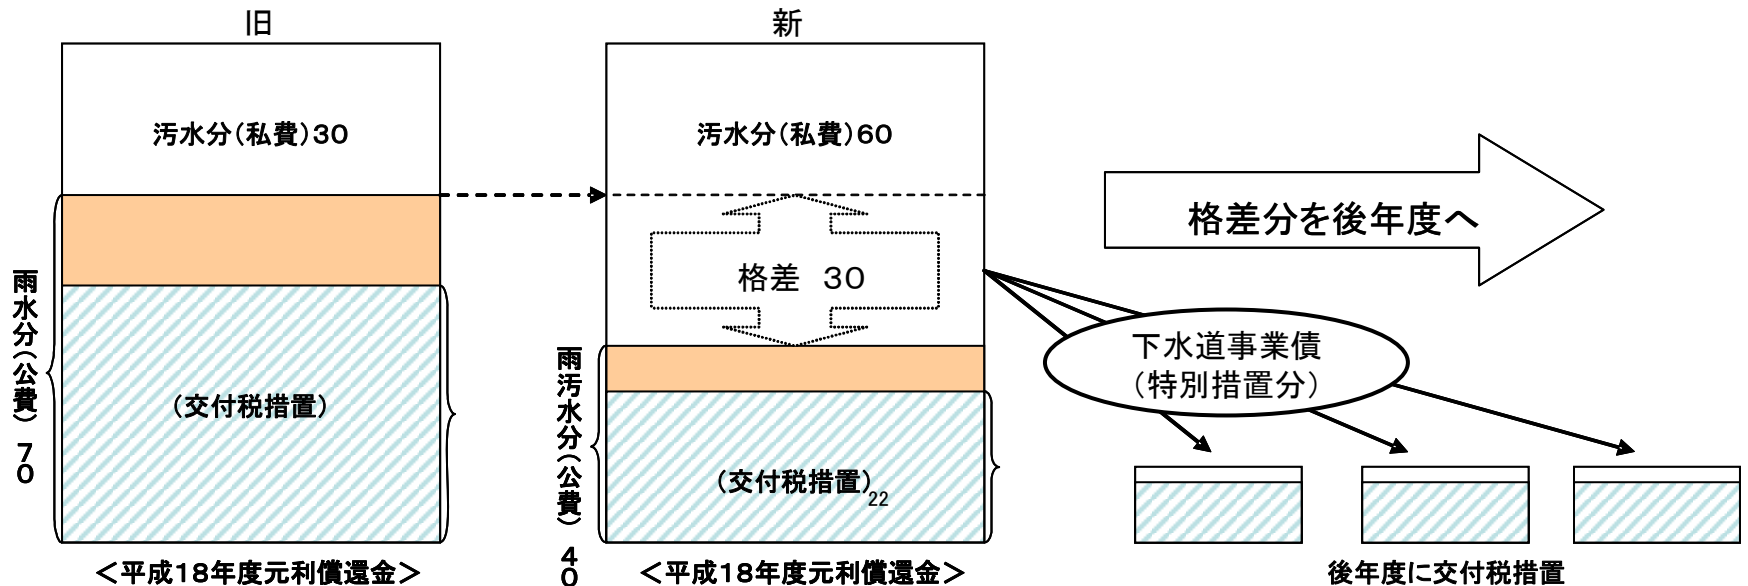 旧
汚水分(私費)30
雨水分(公費) 70
(交付税措置)
<平成18年度元利償還金>
新
汚水分(私費)60
格差 30
雨汚水分(公費) 40
(交付税措置)
22
<平成18年度元利償還金>
格差分を後年度へ
下水道事業債
(特別措置分)
後年度に交付税措置